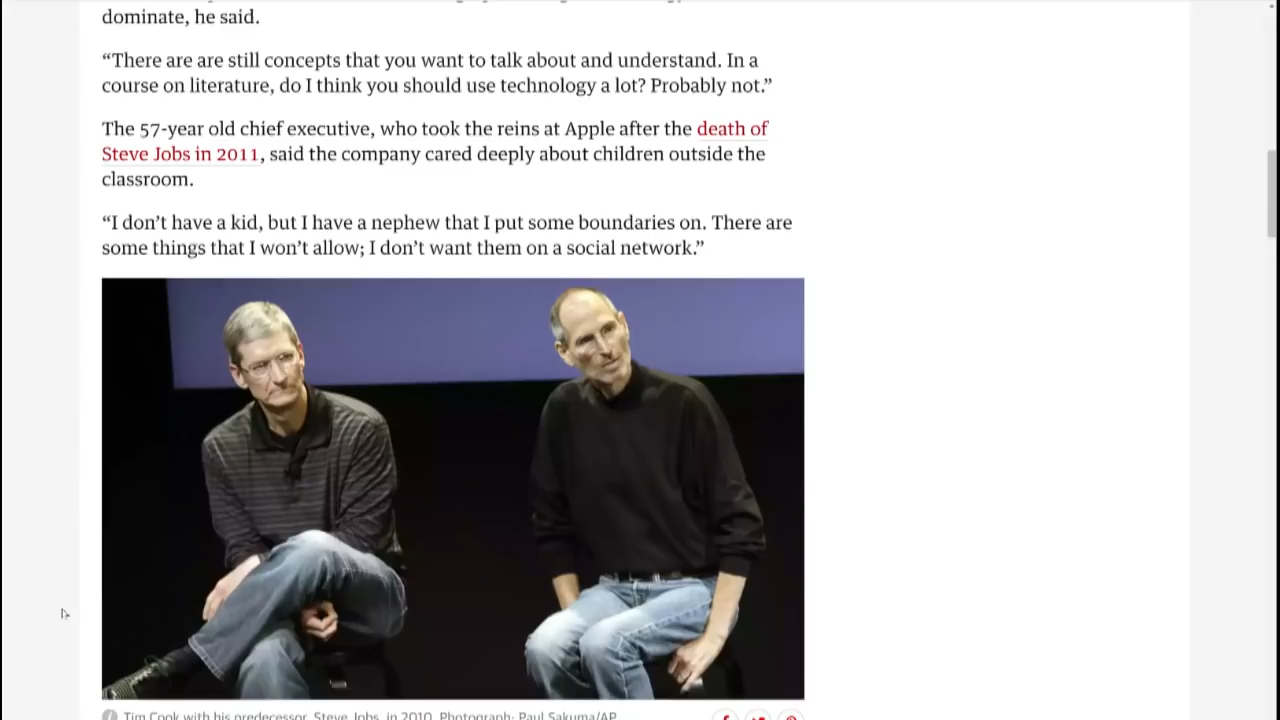 dominate, he said.
“There are are still concepts that you want to talk about and understand. In a
course on literature, do I think you should use technology a lot? Probably not.”
The 57-year old chief executive, who took the reins at Apple after the death of
Steve Jobs in 2011, said the company cared deeply about children outside the
classroom.
“I don’t have a kid, but I have a nephew that I put some boundaries on. There are
some things that I won’t allow; I don’t want them on a social network.”
Tim Cook with his predecessor, Steve Jobs, in 2010. Photograph: Paul Sakuma/AP